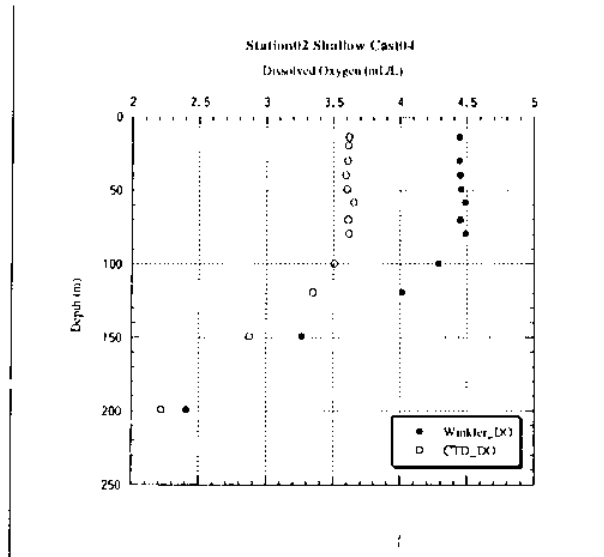 Station02 Shallow Cast04
Dissolved Oxygen (mL/L)
2 2.5 3 3.5 4 4.5 5
0
50
100
150
200
250
Depth (m)
Winkler_DO
CTD_DO